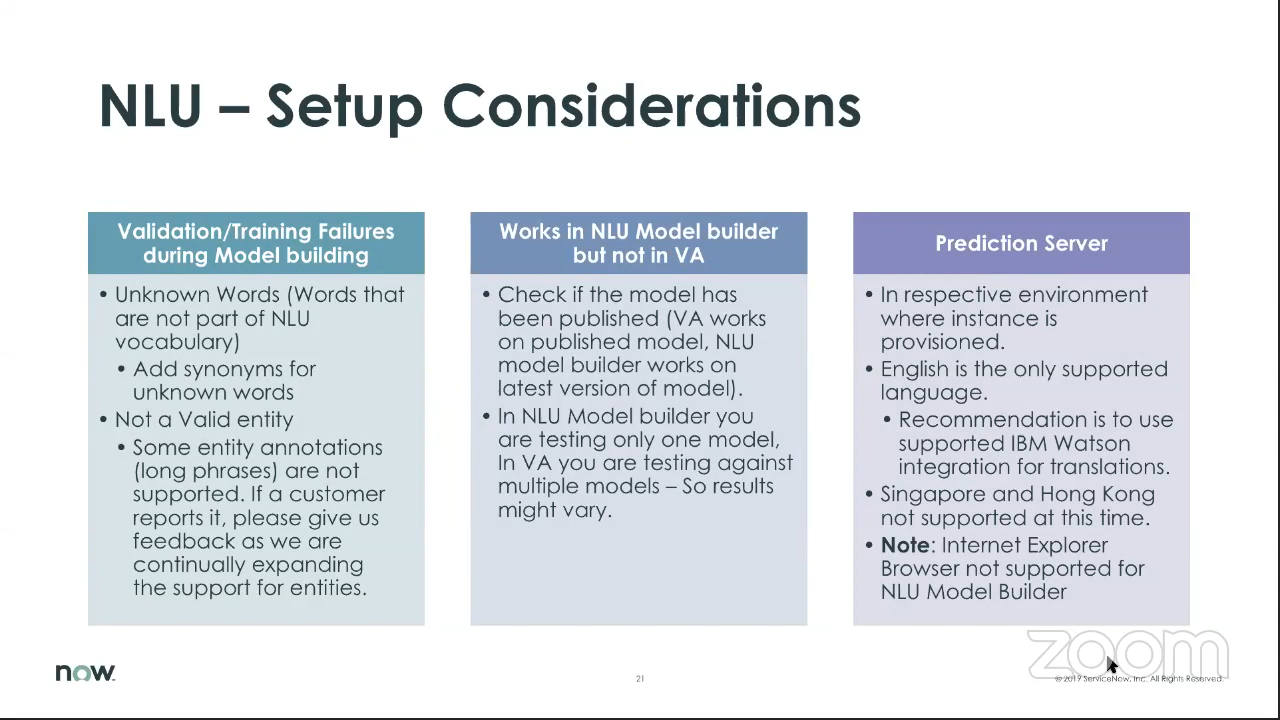 NLU – Setup Considerations
Validation/Training Failures
during Model building
• Unknown Words (Words that
are not part of NLU
vocabulary)
• Add synonyms for
unknown words
• Not a Valid entity
• Some entity annotations
(long phrases) are not
supported. If a customer
reports it, please give us
feedback as we are
continually expanding
the support for entities.
Works in NLU Model builder
but not in VA
• Check if the model has
been published (VA works
on published model, NLU
model builder works on
latest version of model).
• In NLU Model builder you
are testing only one model,
In VA you are testing against
multiple models – So results
might vary.
Prediction Server
• In respective environment
where instance is
provisioned.
• English is the only supported
language.
• Recommendation is to use
supported IBM Watson
integration for translations.
• Singapore and Hong Kong
not supported at this time.
• Note: Internet Explorer
Browser not supported for
NLU Model Builder
now.
21
zoom
© 2019 ServiceNow, Inc. All Rights Reserved.